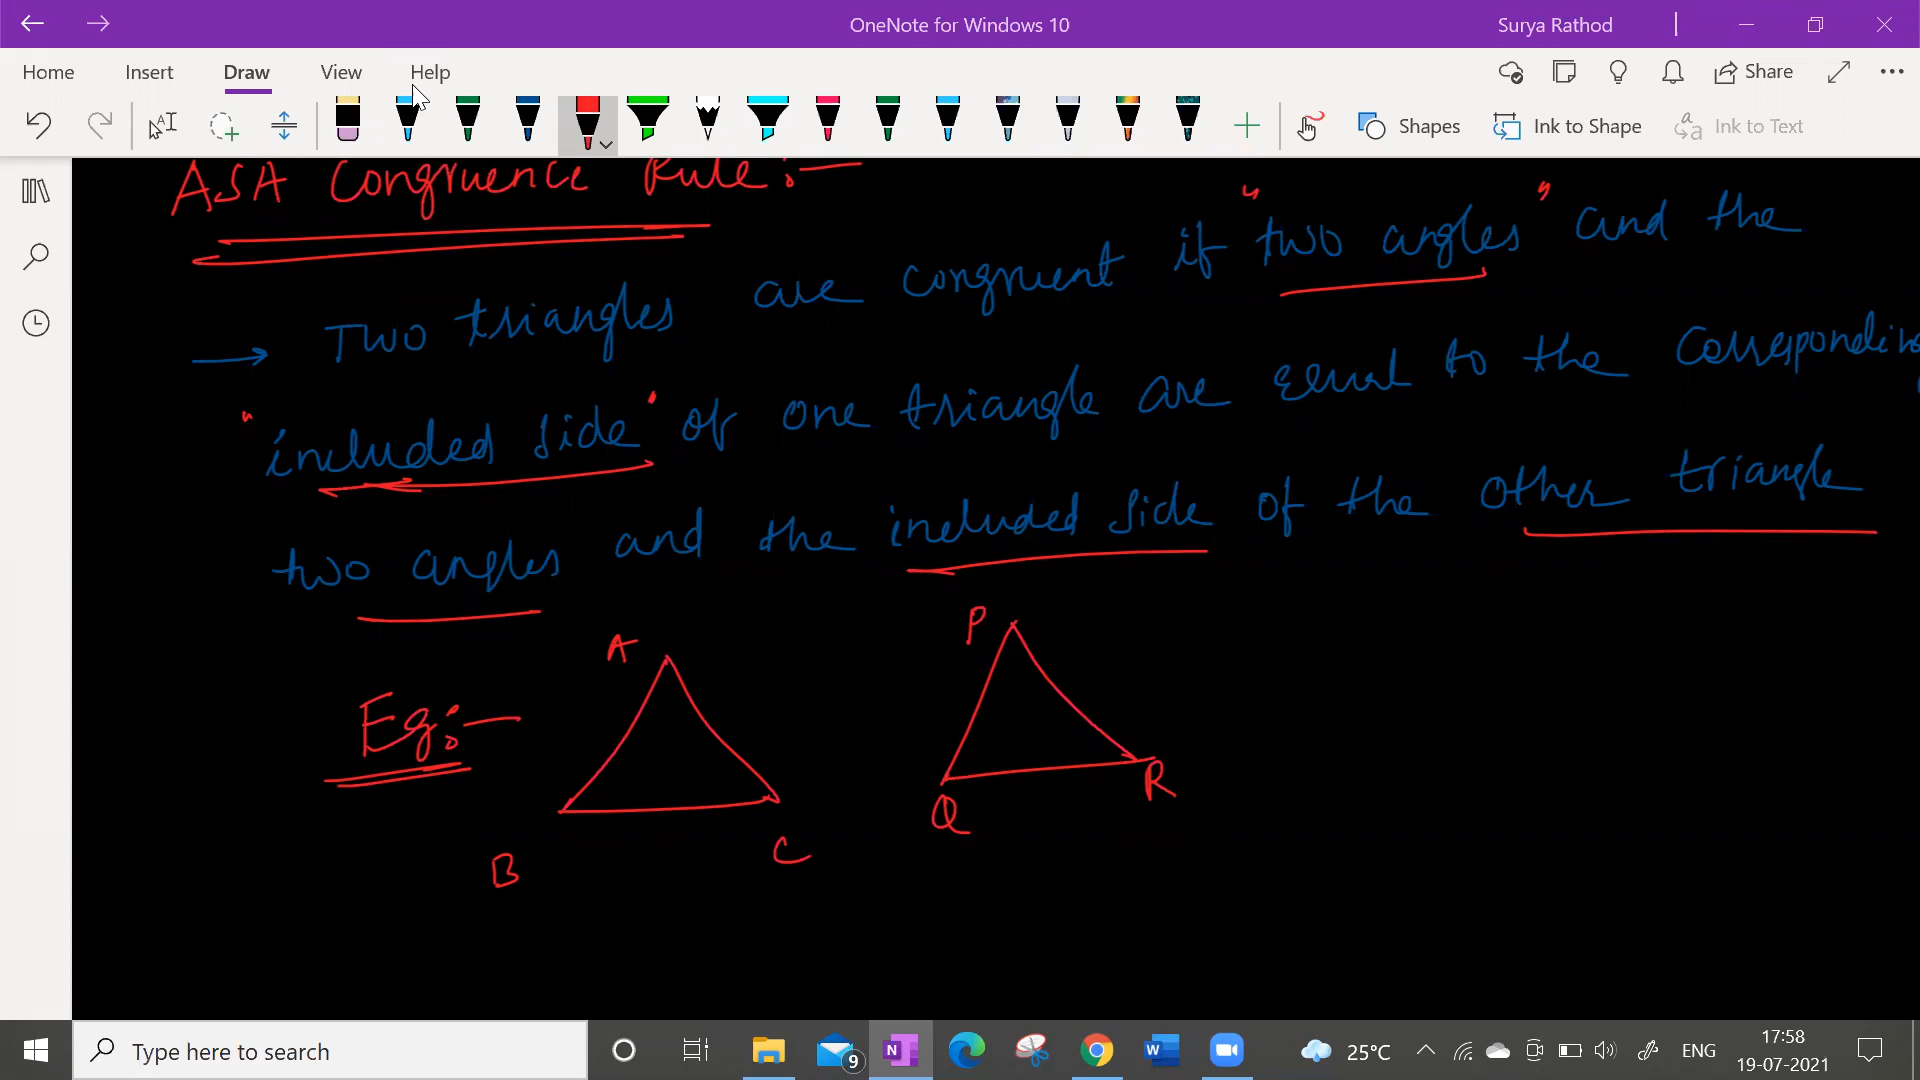 OneNote for Windows 10
Surya Rathod
Home Insert Draw View Help
Share
Shapes Ink to Shape Ink to Text
ASA Congruence Rule:-
→ Two triangles are congruent if "two angles" and the
"included side" of one triangle are equal to the corresponding
two angles and the included side of the other triangle
Eg:-
A
B
C
P
Q
R
Type here to search
9
25°C
ENG
17:58
19-07-2021